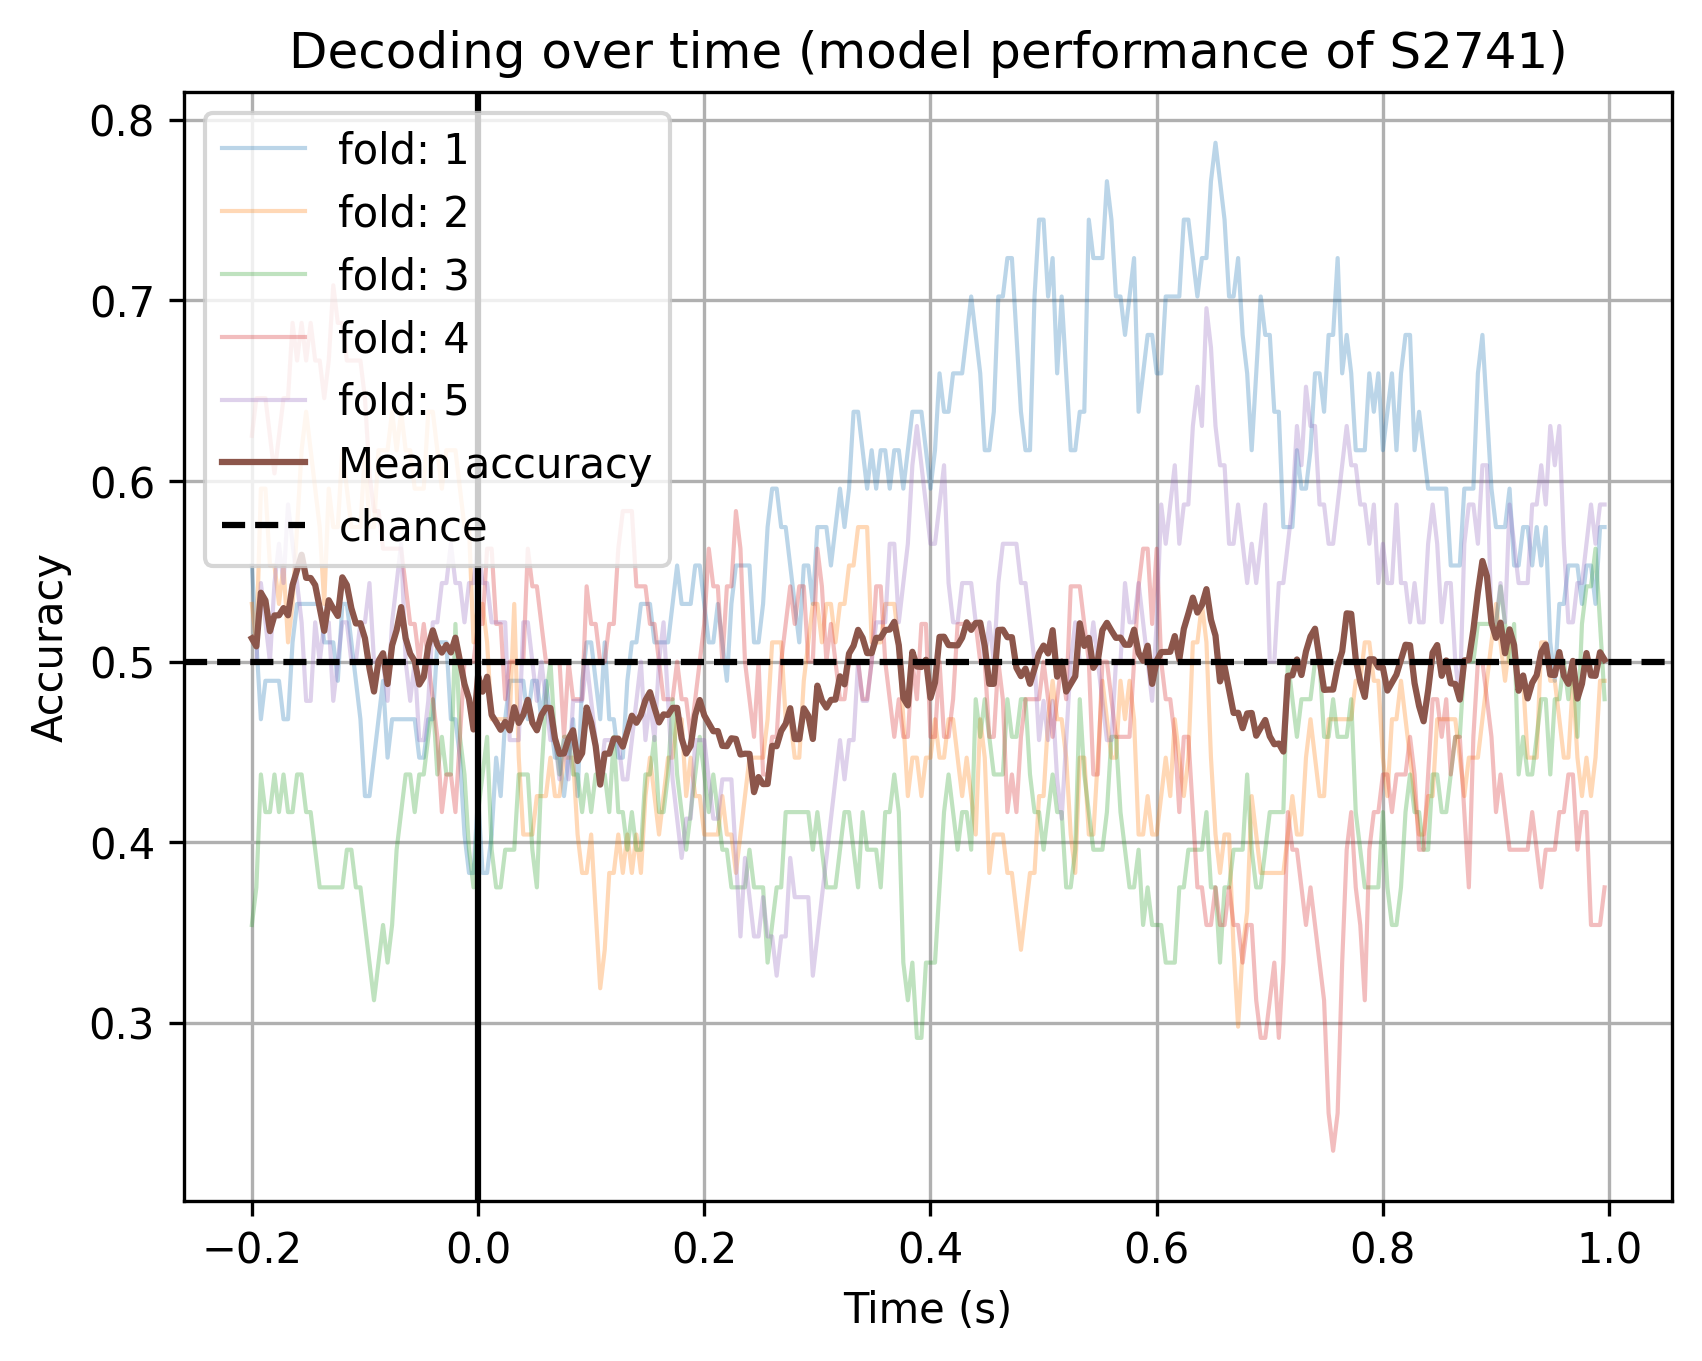 Decoding over time (model performance of S2741)
0.8
0.7
0.6
0.5
0.4
0.3
Accuracy
fold: 1
fold: 2
fold: 3
fold: 4
fold: 5
Mean accuracy
chance
−0.2
0.0
0.2
0.4
0.6
0.8
1.0
Time (s)